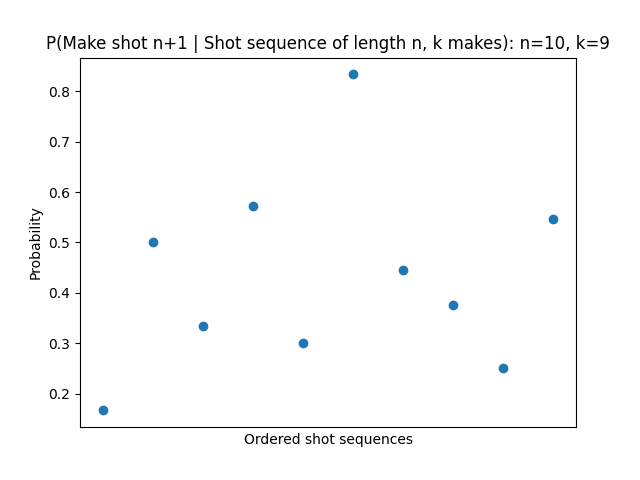 P(Make shot n+1 | Shot sequence of length n, k makes): n=10, k=9
0.8
0.7
0.6
0.5
0.4
0.3
0.2
Probability
Ordered shot sequences